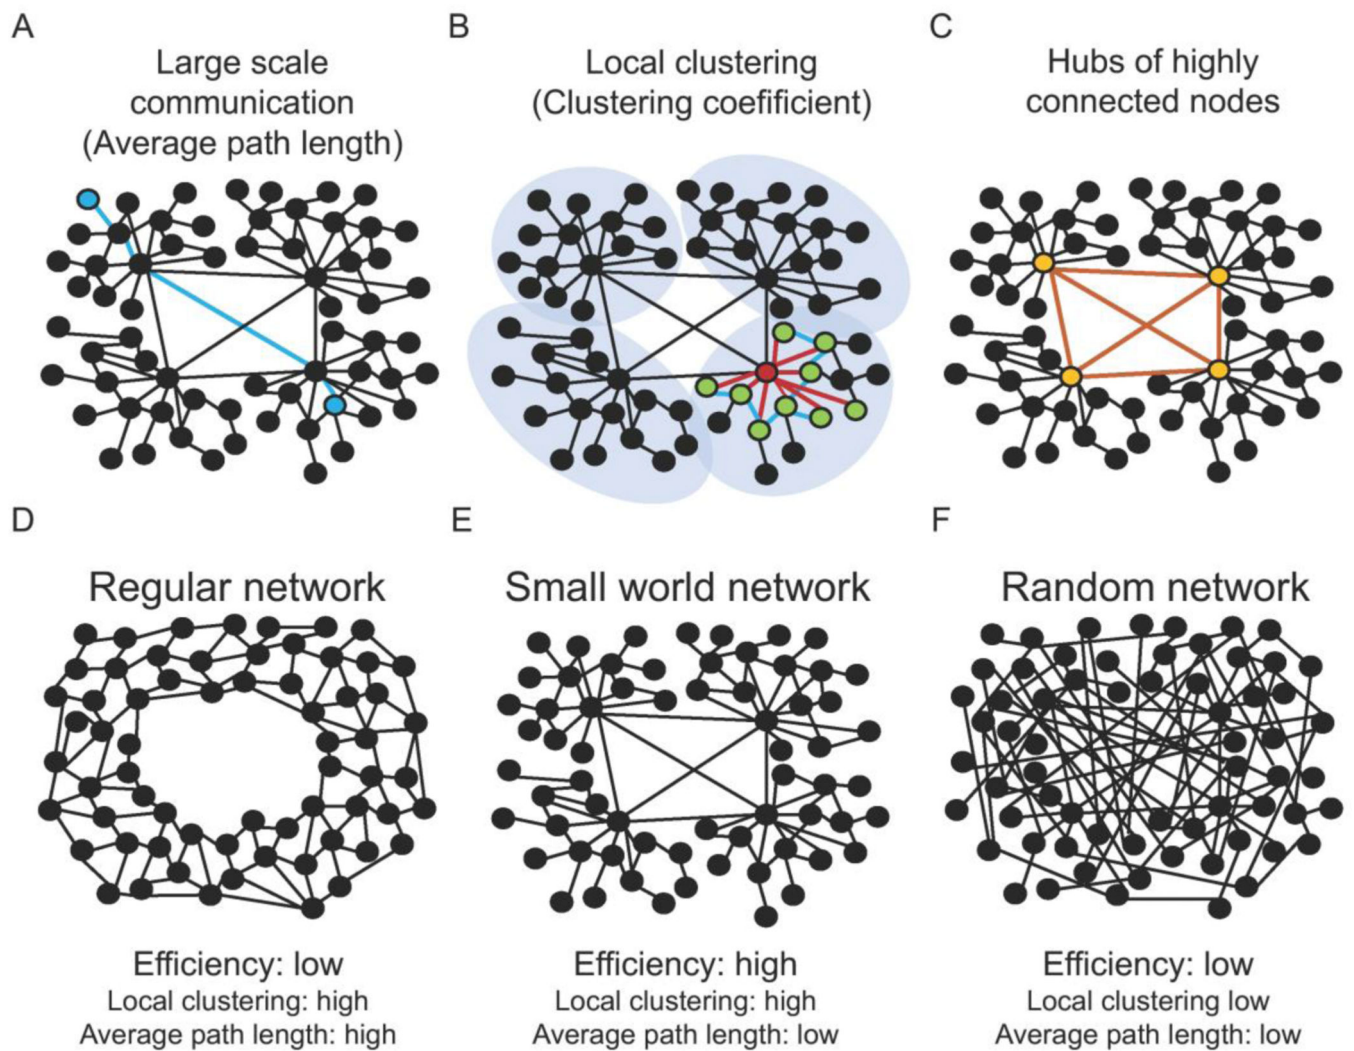 A
Large scale
communication
(Average path length)
B
Local clustering
(Clustering coefificient)
C
Hubs of highly
connected nodes
D
Regular network
Efficiency: low
Local clustering: high
Average path length: high
E
Small world network
Efficiency: high
Local clustering: high
Average path length: low
F
Random network
Efficiency: low
Local clustering low
Average path length: low